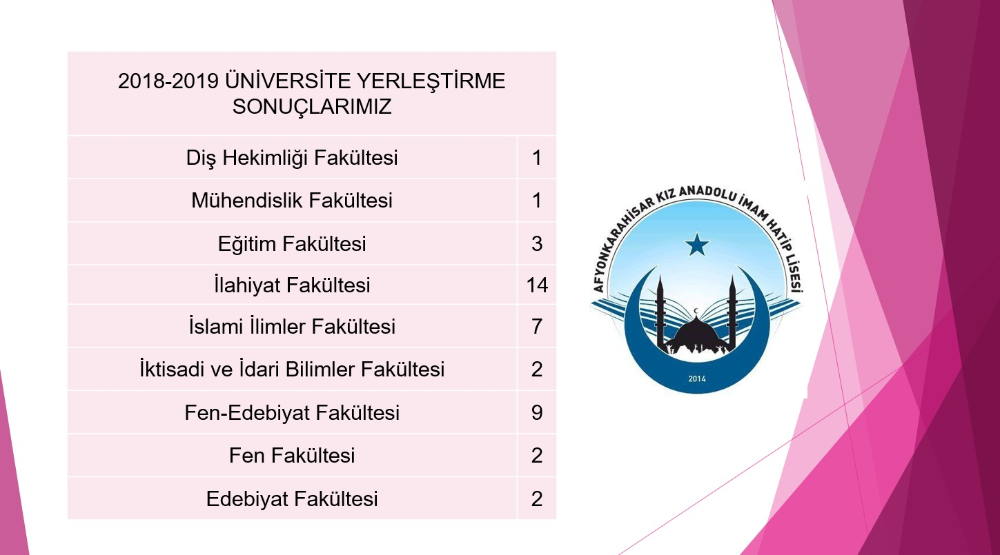 2018-2019 ÜNİVERSİTE YERLEŞTİRME
SONUÇLARIMIZ
Diş Hekimliği Fakültesi 1
Mühendislik Fakültesi 1
Eğitim Fakültesi 3
İlahiyat Fakültesi 14
İslami İlimler Fakültesi 7
İktisadi ve İdari Bilimler Fakültesi 2
Fen-Edebiyat Fakültesi 9
Fen Fakültesi 2
Edebiyat Fakültesi 2
AFYONKARAHİSAR KIZ ANADOLU İMAM HATİP LİSESİ
2014